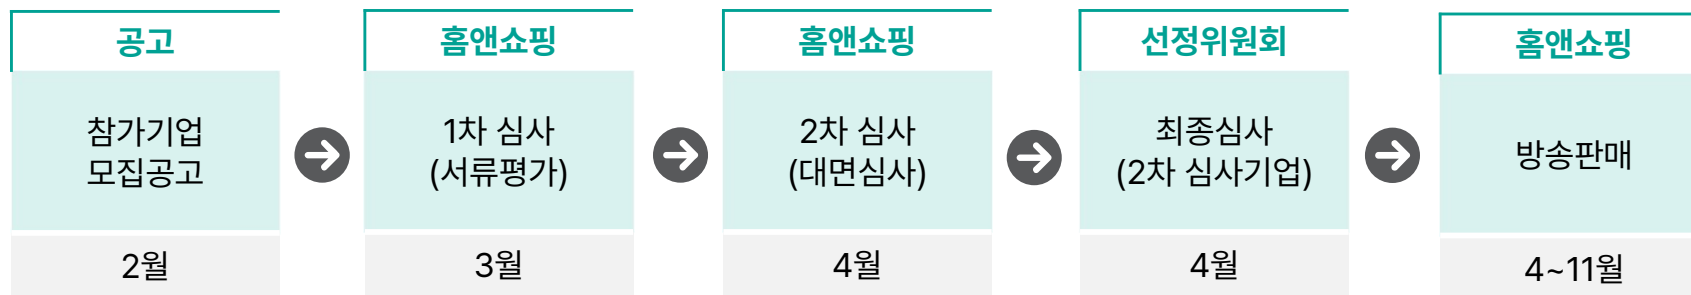 공고
참가기업
모집공고
2월
홈앤쇼핑
1차 심사
(서류평가)
3월
홈앤쇼핑
2차 심사
(대면심사)
4월
선정위원회
최종심사
(2차 심사기업)
4월
홈앤쇼핑
방송판매
4~11월